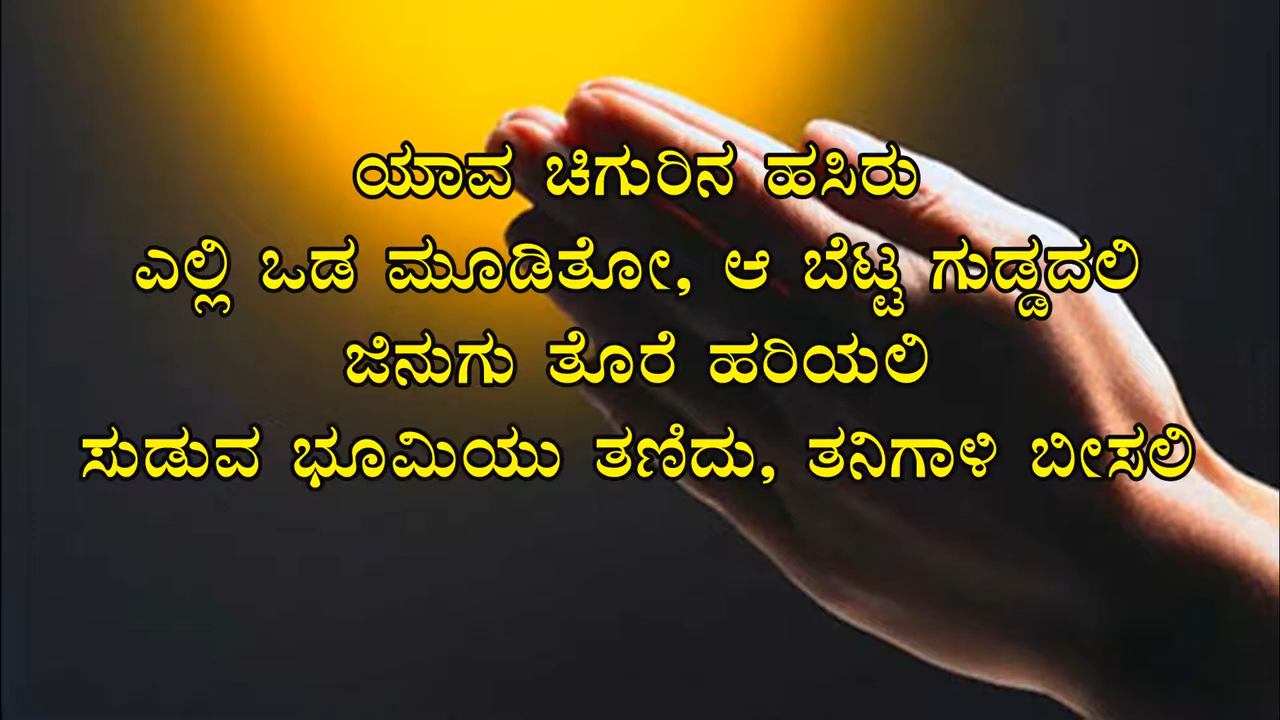 ಯಾವ ಚಿಗುರಿನ ಹಸಿರು
ಎಲ್ಲಿ ಒಡ ಮೂಡಿತೋ, ಆ ಬೆಟ್ಟ ಗುಡ್ಡದಲಿ
ಜಿನುಗು ತೊರೆ ಹರಿಯಲಿ
ಸುಡುವ ಭೂಮಿಯು ತಣಿದು, ತನಿಗಾಳಿ ಬೀಸಲಿ